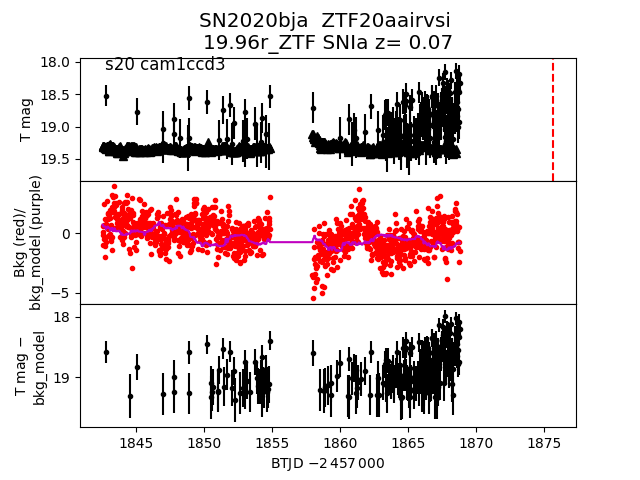 SN2020bja  ZTF20aairvsi
19.96r_ZTF SNIa z= 0.07
s20 cam1ccd3
18.0
18.5
19.0
19.5
T mag
0
−5
Bkg (red)/
bkg_model (purple)
18
19
T mag −
bkg_model
1845 1850 1855 1860 1865 1870 1875
BTJD −2 457 000